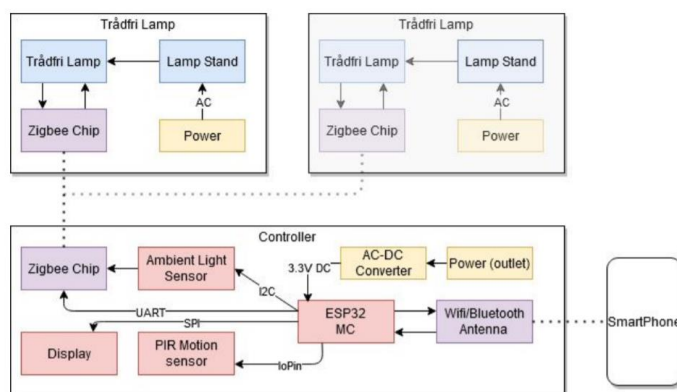 Trådfri Lamp
Trådfri Lamp
Lamp Stand
AC
Zigbee Chip
Power
Trådfri Lamp
Trådfri Lamp
Lamp Stand
AC
Zigbee Chip
Power
Controller
Zigbee Chip
Ambient Light
Sensor
AC-DC
Converter
Power (outlet)
3.3V DC
I2C
UART
SPI
ESP32
MC
Wifi/Bluetooth
Antenna
SmartPhone
Display
PIR Motion
sensor
IoPin